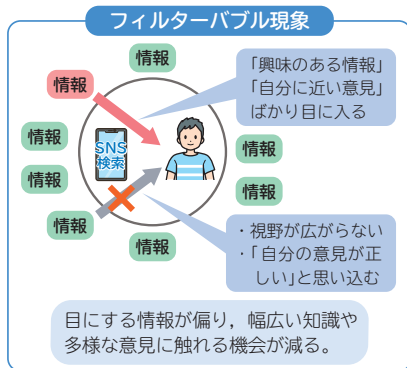 フィルターバブル現象
情報
情報
「興味のある情報」
「自分に近い意見」
ばかり目に入る
情報
SNS
検索
情報
情報
情報
情報
情報
・視野が広がらない
・「自分の意見が正
しい」と思い込む
目にする情報が偏り，幅広い知識や
多様な意見に触れる機会が減る。